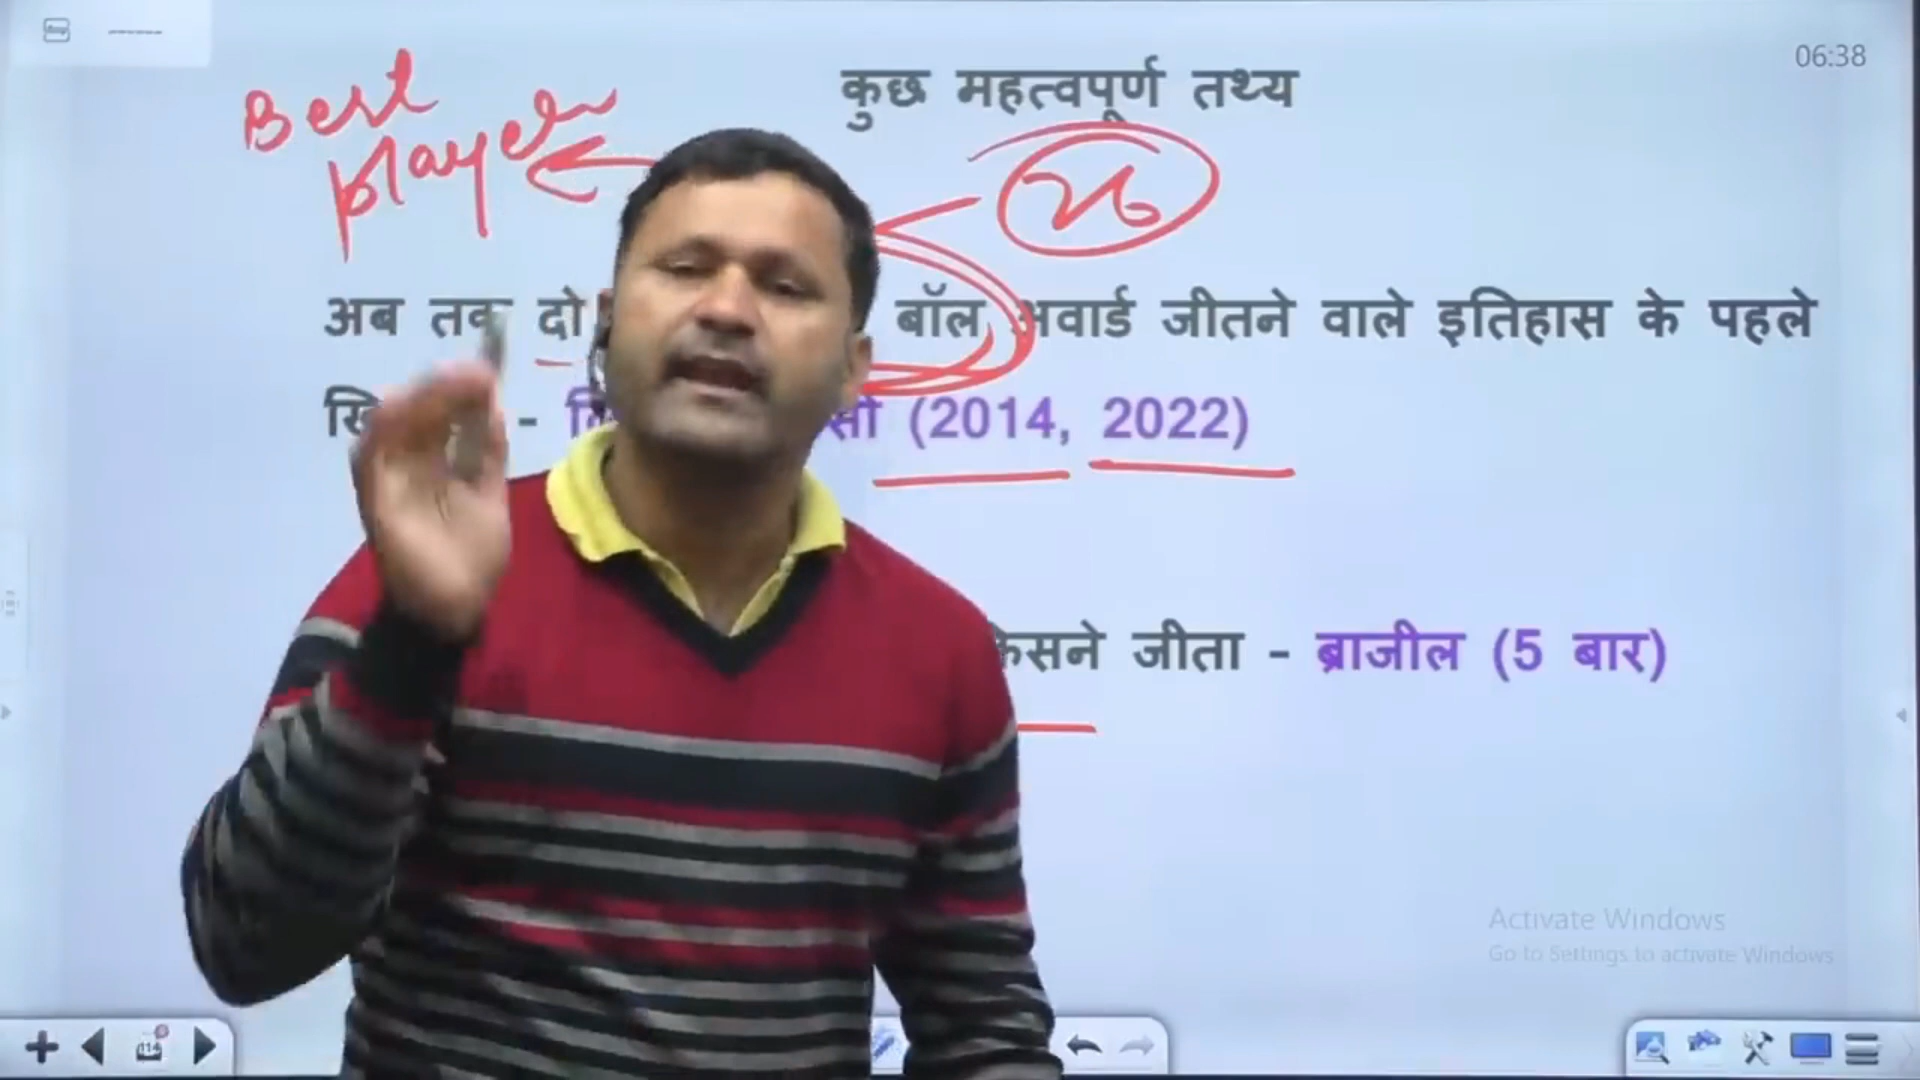 06:38
कुछ महत्वपूर्ण तथ्य
Best
player
26
अब तक दो बॉल अवार्ड जीतने वाले इतिहास के पहले
- (2014, 2022)
जीता - ब्राजील (5 बार)
Activate Windows
Go to Settings to activate Windows
114